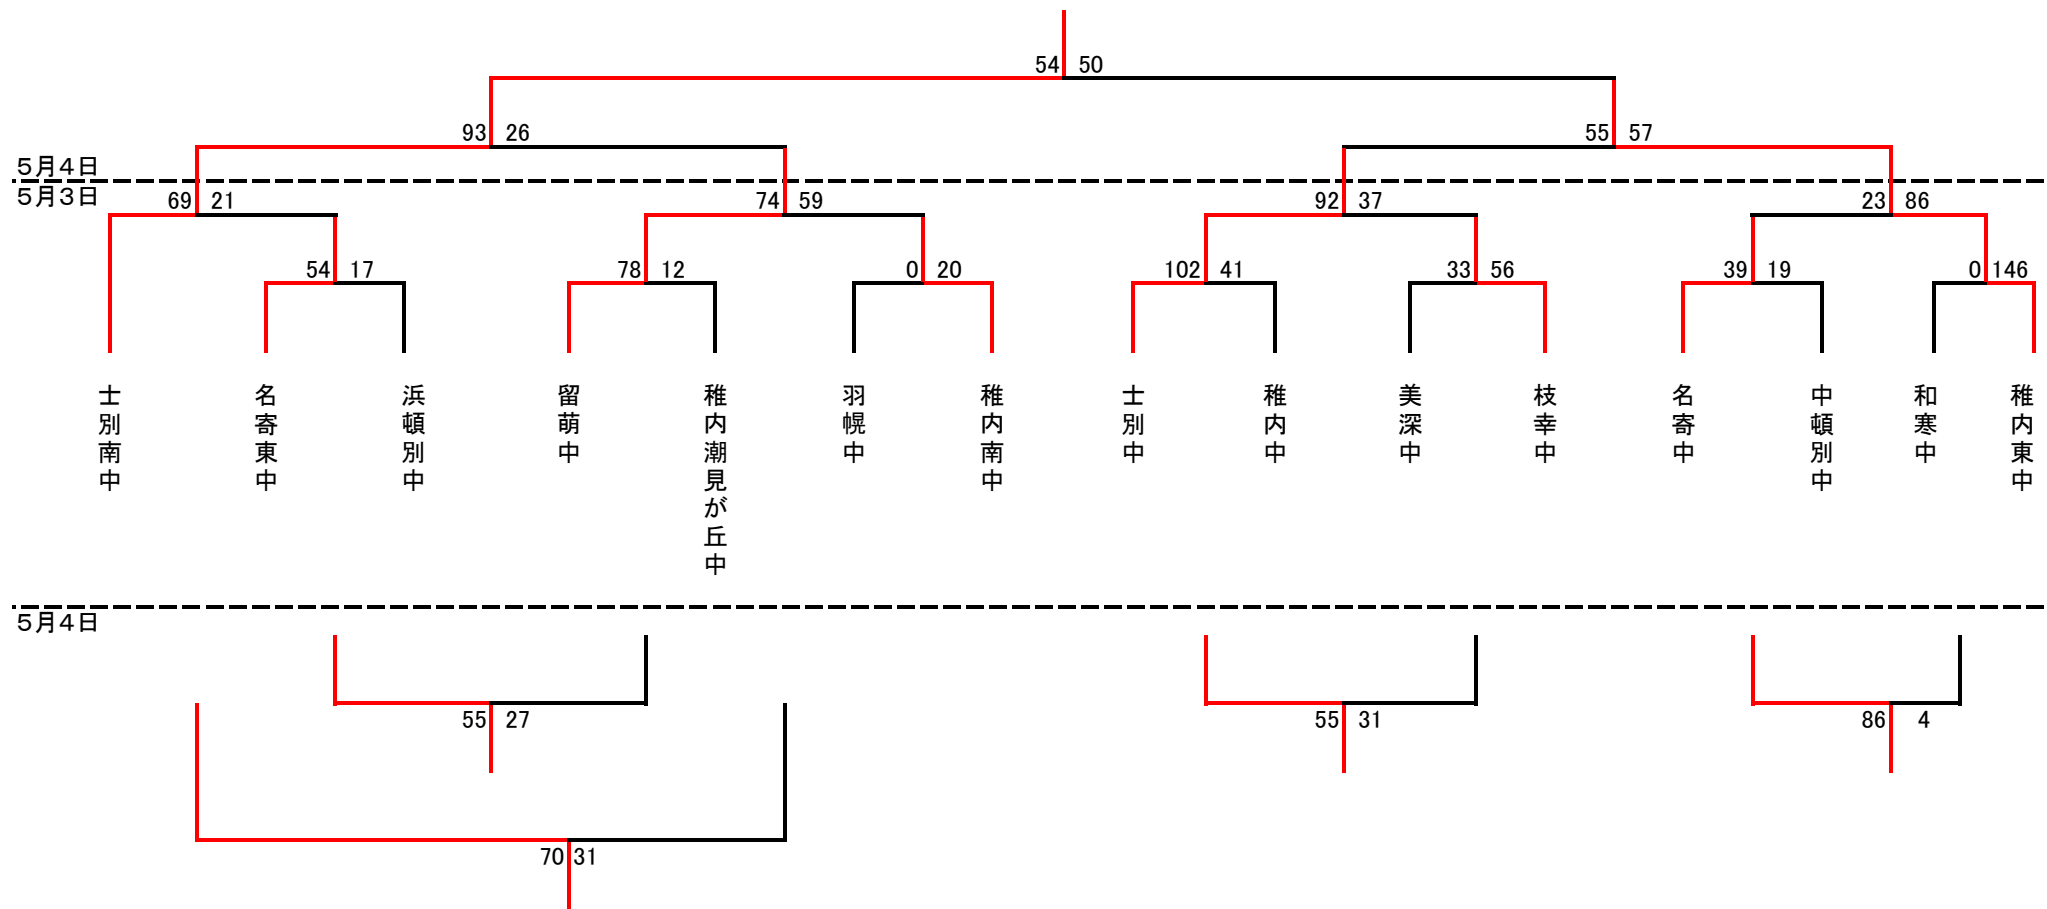 54 50
93 26
55 57
５月４日
５月３日
69 21
74 59
92 37
23 86
54 17
78 12
0 20
102 41
33 56
39 19
0 146
士別南中
名寄東中
浜頓別中
留萌中
稚内潮見が丘中
羽幌中
稚内南中
士別中
稚内中
美深中
枝幸中
名寄中
中頓別中
和寒中
稚内東中
５月４日
55 27
55 31
86 4
70 31